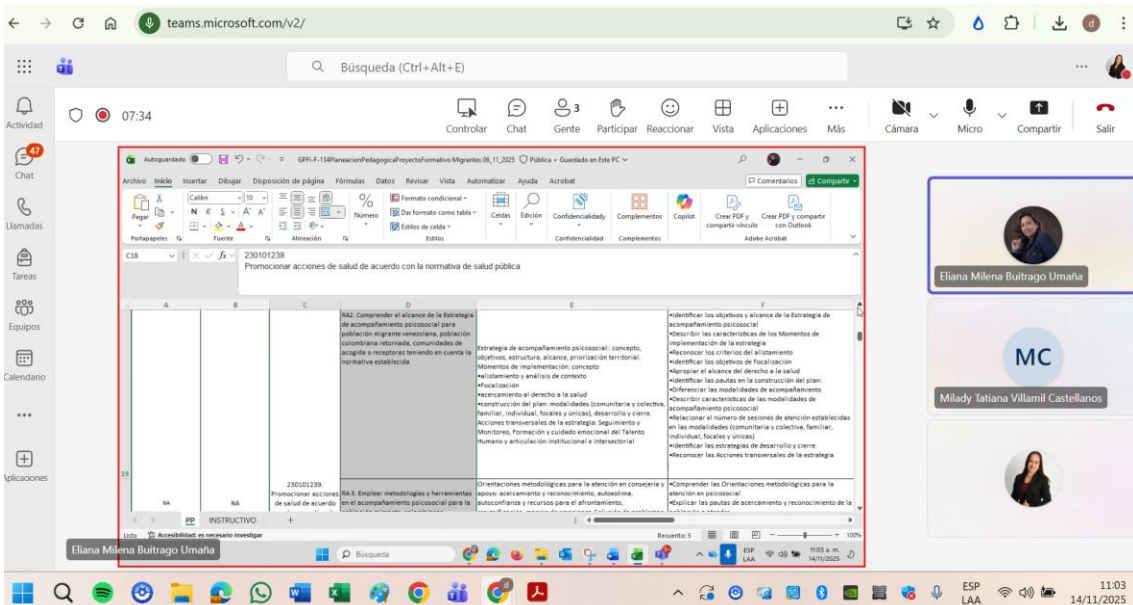 teams.microsoft.com/v2/
d
Búsqueda (Ctrl+Alt+E)
Actividad
47
Chat
Llamadas
Tareas
Equipos
Calendario
Aplicaciones
07:34
Controlar
Chat
3
Gente
Participar
Reaccionar
Vista
Aplicaciones
Más
Cámara
Micro
Compartir
Salir
Autoguardado
GPFI-F-134PlaneacionPedagogicaProyectoFormativo Migrantes 06_11_2025
Pública • Guardado en Este PC
Archivo Inicio Insertar Dibujar Disposición de página Fórmulas Datos Revisar Vista Automatizar Ayuda Acrobat
Comentarios
Compartir
Pegar
Calibri
10
N K S
Número
Formato condicional
Dar formato como tabla
Estilos de celda
Celdas
Edición
Confidencialidady
Complementos
Copilot
Crear PDF y compartir vínculo
Crear PDF y compartir con Outlook
Portapapeles
Fuente
Alineación
Estilos
Confidencialidad
Complementos
Adobe Acrobat
C18
fx
230101239.
Promocionar acciones de salud de acuerdo con la normativa de salud pública
A B C D E F
RA2. Comprender el alcance de la Estrategia
de acompañamiento psicosocial para
población migrante venezolana, población
colombiana retornada, comunidades de
acogida o receptoras teniendo en cuenta la
normativa establecida
Estrategia de acompañamiento psicosocial:: concepto,
objetivos, estructura, alcance, priorización territorial.
Momentos de implementación: concepto
•alistamiento y análisis de contexto
•Focalización
•acercamiento al derecho a la salud
•construcción del plan: modalidades (comunitaria y colectiva,
familiar, individual, focales y únicas), desarrollo y cierre.
Acciones transversales de la estrategia: Seguimiento y
Monitoreo, Formación y cuidado emocional del Talento
Humano y articulación institucional e intersectorial
•Identificar los objetivos y alcance de la Estrategia de
acompañamiento psicosocial
•Describir las características de los Momentos de
implementación de la estrategia
•Reconocer los criterios del alistamiento
•Identificar los objetivos de Focalización
•Apropiar el alcance del derecho a la salud
•Identificar las pautas en la construcción del plan:
•Diferenciar las modalidades de acompañamiento
•Describir características de las modalidades de
acompañamiento psicosocial
•Relacionar el número de sesiones de atención establecidas
en las modalidades (comunitaria y colectiva, familiar,
individual, focales y únicas)
•Identificar las estrategias de desarrollo y cierre.
•Reconocer las Acciones transversales de la estrategia
19
NA
NA
230101239.
Promocionar acciones
de salud de acuerdo
RA 3. Emplear metodologías y herramientas
en el acompañamiento psicosocial para la
Orientaciones metodológicas para la atención en consejería y
apoyo: acercamiento y reconocimiento, autoestima,
autoconfianza y recursos para el afrontamiento,
•Comprender las Orientaciones metodológicas para la
atención en psicosocial
•Explicar las pautas de acercamiento y reconocimiento de la
PP
INSTRUCTIVO
Listo
Accesibilidad: es necesario investigar
Recuento: 5
100%
Búsqueda
ESP
LAA
11:03 a. m.
14/11/2025
Eliana Milena Buitrago Umaña
Eliana Milena Buitrago Umaña
MC
Milady Tatiana Villamil Castellanos
ESP
LAA
11:03
14/11/2025